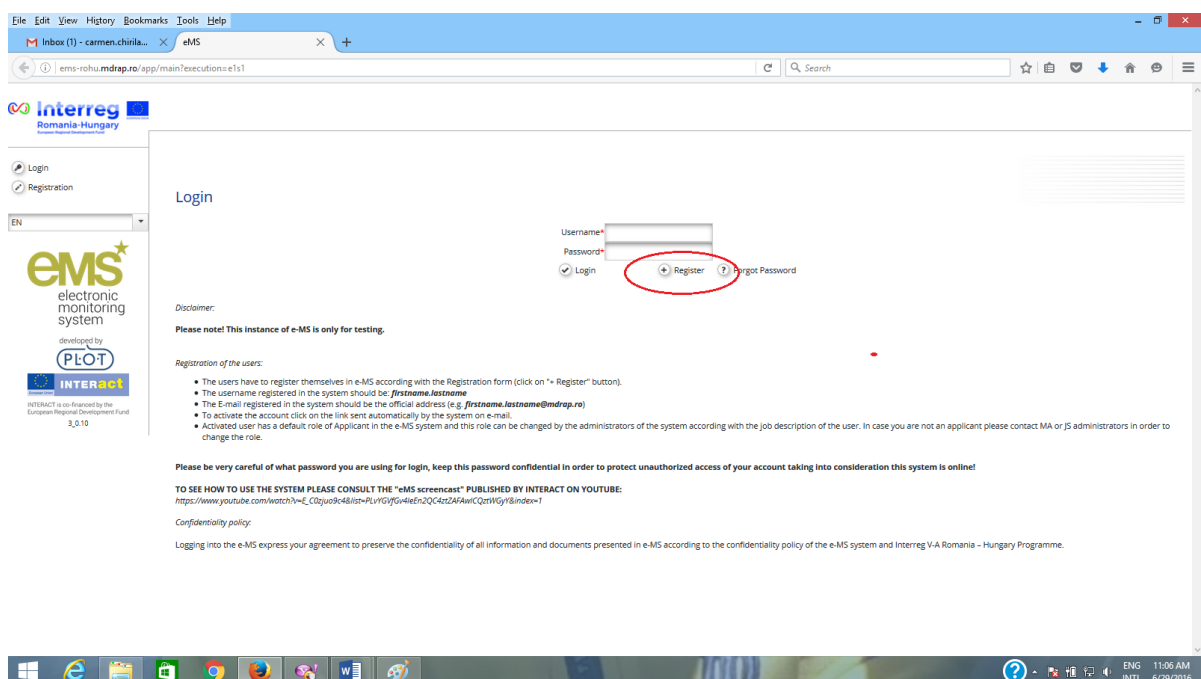 File Edit View History Bookmarks Tools Help
Inbox (1) - carmen.chirila...
eMS
ems-rohu.mdrap.ro/app/main?execution=e1s1
Search
Interreg
Romania-Hungary
European Regional Development Fund
Login
Registration
EN
eMS
electronic
monitoring
system
developed by
PLOT
INTERact
INTERACT is co-financed by the
European Regional Development Fund
3_0.10
Login
Username*
Password*
Login
Register
Forgot Password
Disclaimer:
Please note! This instance of e-MS is only for testing.
Registration of the users:
• The users have to register themselves in e-MS according with the Registration form (click on "+ Register" button).
• The username registered in the system should be: firstname.lastname
• The E-mail registered in the system should be the official address (e.g. firstname.lastname@mdrap.ro)
• To activate the account click on the link sent automatically by the system on e-mail.
• Activated user has a default role of Applicant in the e-MS system and this role can be changed by the administrators of the system according with the job description of the user. In case you are not an applicant please contact MA or JS administrators in order to
change the role.
Please be very careful of what password you are using for login, keep this password confidential in order to protect unauthorized access of your account taking into consideration this system is online!
TO SEE HOW TO USE THE SYSTEM PLEASE CONSULT THE "eMS screencast" PUBLISHED BY INTERACT ON YOUTUBE:
Confidentiality policy:
Logging into the e-MS express your agreement to preserve the confidentiality of all information and documents presented in e-MS according to the confidentiality policy of the e-MS system and Interreg V-A Romania – Hungary Programme.
ENG 11:06 AM
INTL 6/29/2016